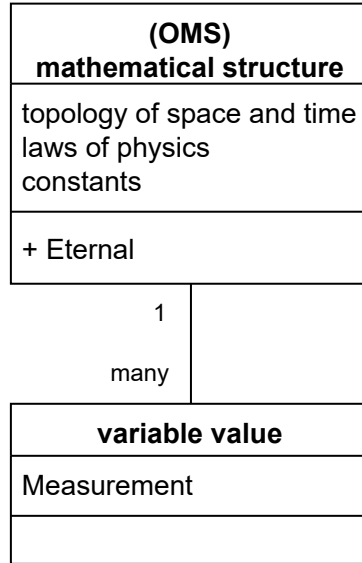 (OMS)
mathematical structure
topology of space and time
laws of physics
constants
+ Eternal
1
many
variable value
Measurement